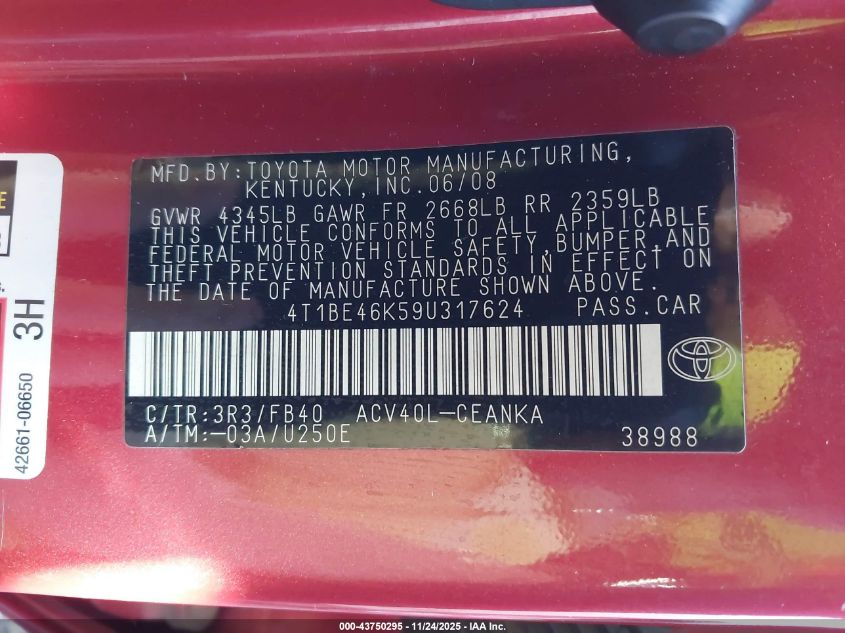 MFD.BY:TOYOTA MOTOR MANUFACTURING,
KENTUCKY,INC.06/08
GVWR 4345LB GAWR FR 2668LB RR 2359LB
THIS VEHICLE CONFORMS TO ALL APPLICABLE
FEDERAL MOTOR VEHICLE SAFETY,BUMPER,AND
THEFT PREVENTION STANDARDS IN EFFECT ON
THE DATE OF MANUFACTURE SHOWN ABOVE.
4T1BE46K59U317624 PASS.CAR
C/TR:3R3/FB40 ACV40L-CEANKA
A/TM:-03A/U250E 38988
3H
42661-06650
000-43750295 - 11/24/2025 - IAA Inc.